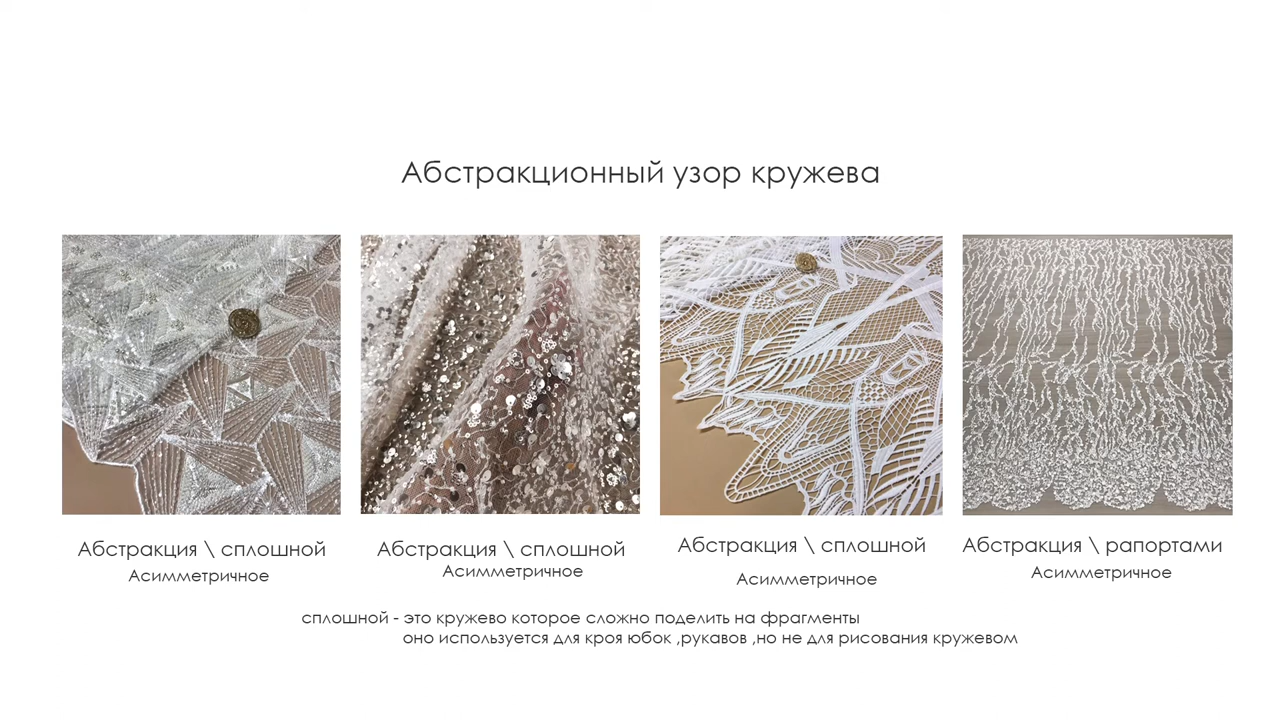 Абстракционный узор кружева
Абстракция \ сплошной
Асимметричное
Абстракция \ сплошной
Асимметричное
Абстракция \ сплошной
Асимметричное
Абстракция \ рапортами
Асимметричное
сплошной - это кружево которое сложно поделить на фрагменты
оно используется для кроя юбок ,рукавов ,но не для рисования кружевом